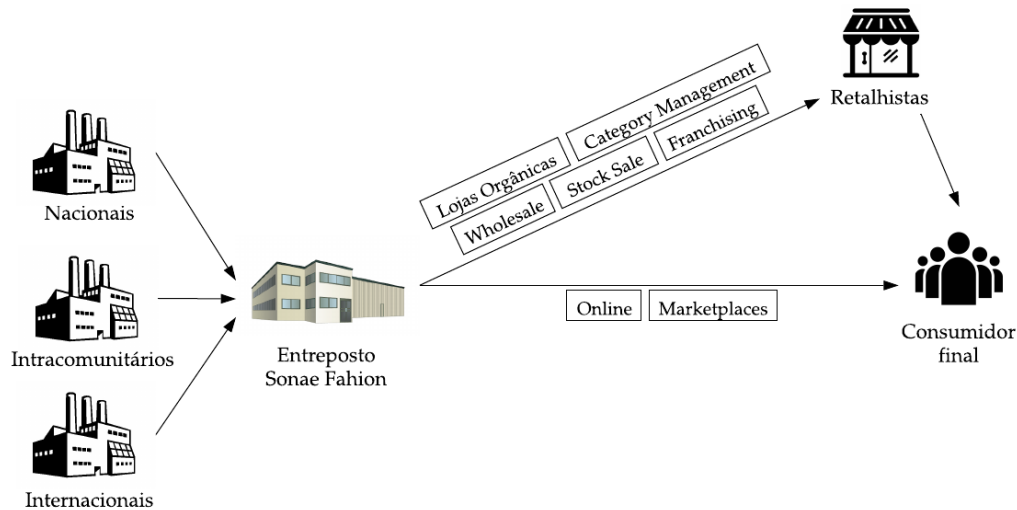 Nacionais
Intracomunitários
Internacionais
Entreposto
Sonae Fahion
Lojas Orgânicas
Category Management
Wholesale
Stock Sale
Franchising
Online
Marketplaces
Retalhistas
Consumidor
final